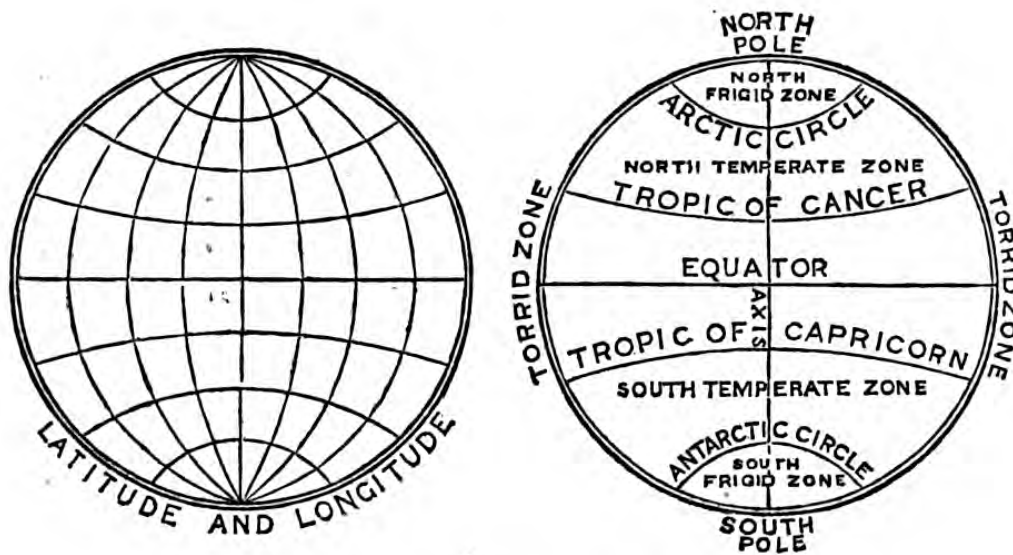 LATITUDE AND LONGITUDE
NORTH
POLE
NORTH
FRIGID ZONE
ARCTIC CIRCLE
NORTH TEMPERATE ZONE
TROPIC OF CANCER
TORRID ZONE
TORRID ZONE
EQUATOR
AXIS
TROPIC OF CAPRICORN
SOUTH TEMPERATE ZONE
ANTARCTIC CIRCLE
SOUTH
FRIGID ZONE
SOUTH
POLE